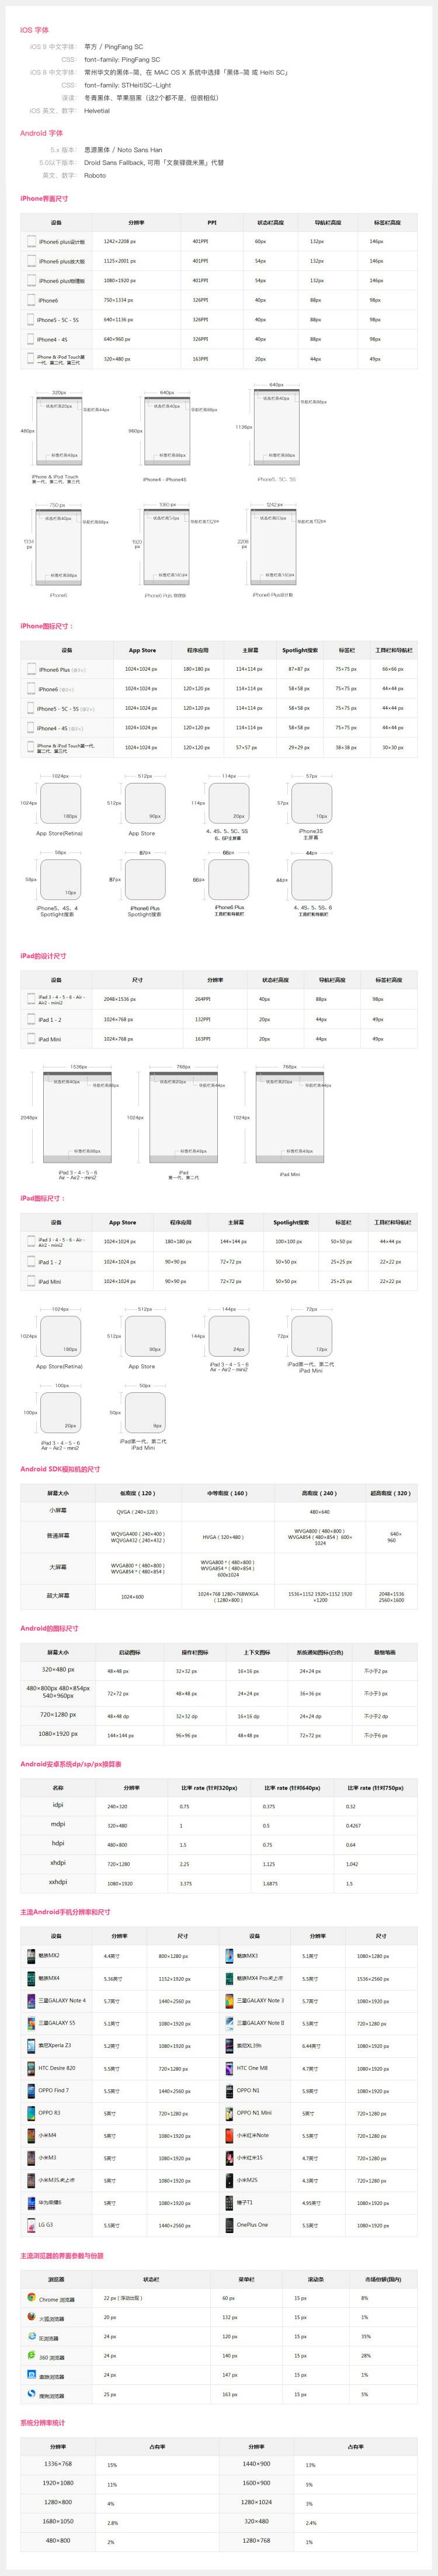 IOS 字体
iOS 9 中文字体: 苹方 / PingFang SC
CSS: font-family: PingFang SC
iOS 8 中文字体: 常州华文的黑体-简, 在 MAC OS X 系统中选择「黑体-简 或 Heiti SC」
CSS: font-family: STHeitiSC-Light
误读: 冬青黑体、苹果丽黑（这2个都不是，但很相似）
iOS 英文、数字: Helvetial
Android 字体
5.x 版本: 思源黑体 / Noto Sans Han
5.0以下版本: Droid Sans Fallback, 可用「文泉驿微米黑」代替
英文、数字: Roboto
iPhone界面尺寸
设备 分辨率 PPI 状态栏高度 导航栏高度 标签栏高度
iPhone6 plus设计版 1242×2208 px 401PPI 60px 132px 146px
iPhone6 plus放大版 1125×2001 px 401PPI 54px 132px 146px
iPhone6 plus物理版 1080×1920 px 401PPI 54px 132px 146px
iPhone6 750×1334 px 326PPI 40px 88px 98px
iPhone5 - 5C - 5S 640×1136 px 326PPI 40px 88px 98px
iPhone4 - 4S 640×960 px 326PPI 40px 88px 98px
iPhone & iPod Touch第一代、第二代、第三代 320×480 px 163PPI 20px 44px 49px
320px 640px 640px
状态栏高20px 导航栏高44px 状态栏高40px 导航栏高88px 状态栏高40px 导航栏高88px
480px 960px 1136px
标签栏高49px 标签栏高98px 标签栏高98px
iPhone & iPod Touch
第一代、第二代、第三代
iPhone4 - iPhone4S
iPhone5、5C、5S
750 px 1080 px 1242 px
1134 px 1920 px 2208 px
iPhone6 iPhone6 Plus 物理版 iPhone6 Plus设计版
iPhone图标尺寸：
设备 App Store 程序应用 主屏幕 Spotlight搜索 标签栏 工具栏和导航栏
iPhone6 Plus (@3×) 1024×1024 px 180×180 px 114×114 px 87×87 px 75×75 px 66×66 px
iPhone6 (@2×) 1024×1024 px 120×120 px 114×114 px 58×58 px 75×75 px 44×44 px
iPhone5 - 5C - 5S (@2×) 1024×1024 px 120×120 px 114×114 px 58×58 px 75×75 px 44×44 px
iPhone4 - 4S (@2×) 1024×1024 px 120×120 px 114×114 px 58×58 px 75×75 px 44×44 px
iPhone & iPod Touch第一代、第二代、第三代 1024×1024 px 120×120 px 57×57 px 29×29 px 38×38 px 30×30 px
1024px 512px 114px 57px
1024px 512px 114px 57px
180px 90px 20px 10px
App Store(Retina) App Store 4、4S、5、5C、5S 6、6P主屏幕 iPhone3S 主屏幕
58px 87px 66px 44px
58px 87px 66px 44px
10px
iPhone5、4S、4 Spotlight搜索 iPhone6 Plus Spotlight搜索 iPhone6 Plus 工具栏和导航栏 4、4S、5、5S、6 工具栏和导航栏
iPad的设计尺寸
设备 尺寸 分辨率 状态栏高度 导航栏高度 标签栏高度
iPad 3 - 4 - 5 - 6 - Air - Air2 - mini2 2048×1536 px 264PPI 40px 88px 98px
iPad 1 - 2 1024×768 px 132PPI 20px 44px 49px
iPad Mini 1024×768 px 163PPI 20px 44px 49px
1536px 768px 768px
状态栏高40px 导航栏高88px 状态栏高20px 导航栏高44px 状态栏高20px 导航栏高44px
2048px 1024px 1024px
标签栏高98px 标签栏高49px 标签栏高49px
iPad 3 - 4 - 5 - 6 Air - Air2 - mini2 iPad 第一代、第二代 iPad Mini
iPad图标尺寸：
设备 App Store 程序应用 主屏幕 Spotlight搜索 标签栏 工具栏和导航栏
iPad 3 - 4 - 5 - 6 - Air - Air2 - mini2 1024×1024 px 180×180 px 144×144 px 100×100 px 50×50 px 44×44 px
iPad 1 - 2 1024×1024 px 90×90 px 72×72 px 50×50 px 25×25 px 22×22 px
iPad Mini 1024×1024 px 90×90 px 72×72 px 50×50 px 25×25 px 22×22 px
1024px 512px 144px 72px
1024px 512px 144px 72px
180px 90px 24px 12px
App Store(Retina) App Store iPad 3 - 4 - 5 - 6 Air - Air2 - mini2 iPad第一代、第二代 iPad Mini
100px 50px
100px 50px
20px 9px
iPad 3 - 4 - 5 - 6 Air - Air2 - mini2 iPad第一代、第二代 iPad Mini
Android SDK模拟机的尺寸
屏幕大小 低密度（120） 中等密度（160） 高密度（240） 超高密度（320）
小屏幕 QVGA（240×320） 480×640
普通屏幕 WQVGA400（240×400） WQVGA432（240×432） HVGA（320×480） WVGA800（480×800） WVGA854（480×854） 600×1024 640×960
大屏幕 WVGA800 *（480×800） WVGA854 *（480×854） WVGA800 *（480×800） WVGA854 *（480×854） 600x1024
超大屏幕 1024×600 1024×768 1280×768WXGA（1280×800） 1536×1152 1920×1152 1920×1200 2048×1536 2560×1600
Android的图标尺寸
屏幕大小 启动图标 操作栏图标 上下文图标 系统通知图标(白色) 最细笔画
320×480 px 48×48 px 32×32 px 16×16 px 24×24 px 不小于2 px
480×800px 480×854px 540×960px 72×72 px 48×48 px 24×24 px 36×36 px 不小于3 px
720×1280 px 48×48 dp 32×32 dp 16×16 dp 24×24 dp 不小于2 dp
1080×1920 px 144×144 px 96×96 px 48×48 px 72×72 px 不小于6 px
Android安卓系统dp/sp/px换算表
名称 分辨率 比率 rate (针对320px) 比率 rate (针对640px) 比率 rate (针对750px)
idpi 240×320 0.75 0.375 0.32
mdpi 320×480 1 0.5 0.4267
hdpi 480×800 1.5 0.75 0.64
xhdpi 720×1280 2.25 1.125 1.042
xxhdpi 1080×1920 3.375 1.6875 1.5
主流Android手机分辨率和尺寸
设备 分辨率 尺寸 设备 分辨率 尺寸
魅族MX2 4.4英寸 800×1280 px 魅族MX3 5.1英寸 1080×1280 px
魅族MX4 5.36英寸 1152×1920 px 魅族MX4 Pro未上市 5.5英寸 1536×2560 px
三星GALAXY Note 4 5.7英寸 1440×2560 px 三星GALAXY Note 3 5.7英寸 1080×1920 px
三星GALAXY S5 5.1英寸 1080×1920 px 三星GALAXY Note II 5.5英寸 720×1280 px
索尼Xperia Z3 5.2英寸 1080×1920 px 索尼XL39h 6.44英寸 1080×1920 px
HTC Desire 820 5.5英寸 720×1280 px HTC One M8 4.7英寸 1080×1920 px
OPPO Find 7 5.5英寸 1440×2560 px OPPO N1 5.9英寸 1080×1920 px
OPPO R3 5英寸 720×1280 px OPPO N1 Mini 5英寸 720×1280 px
小米M4 5英寸 1080×1920 px 小米红米Note 5.5英寸 720×1280 px
小米M3 5英寸 1080×1920 px 小米红米1S 4.7英寸 720×1280 px
小米M3S未上市 5英寸 1080×1920 px 小米M2S 4.3英寸 720×1280 px
华为荣耀6 5英寸 1080×1920 px 锤子T1 4.95英寸 1080×1920 px
LG G3 5.5英寸 1440×2560 px OnePlus One 5.5英寸 1080×1920 px
主流浏览器的界面参数与份额
浏览器 状态栏 菜单栏 滚动条 市场份额(国内)
Chrome 浏览器 22 px（浮动出现） 60 px 15 px 8%
火狐浏览器 20 px 132 px 15 px 1%
IE浏览器 24 px 120 px 15 px 35%
360 浏览器 24 px 140 px 15 px 28%
遨游浏览器 24 px 147 px 15 px 1%
搜狗浏览器 25 px 163 px 15 px 5%
系统分辨率统计
分辨率 占有率 分辨率 占有率
1336×768 15% 1440×900 13%
1920×1080 11% 1600×900 5%
1280×800 4% 1280×1024 3%
1680×1050 2.8% 320×480 2.4%
480×800 2% 1280×768 1%